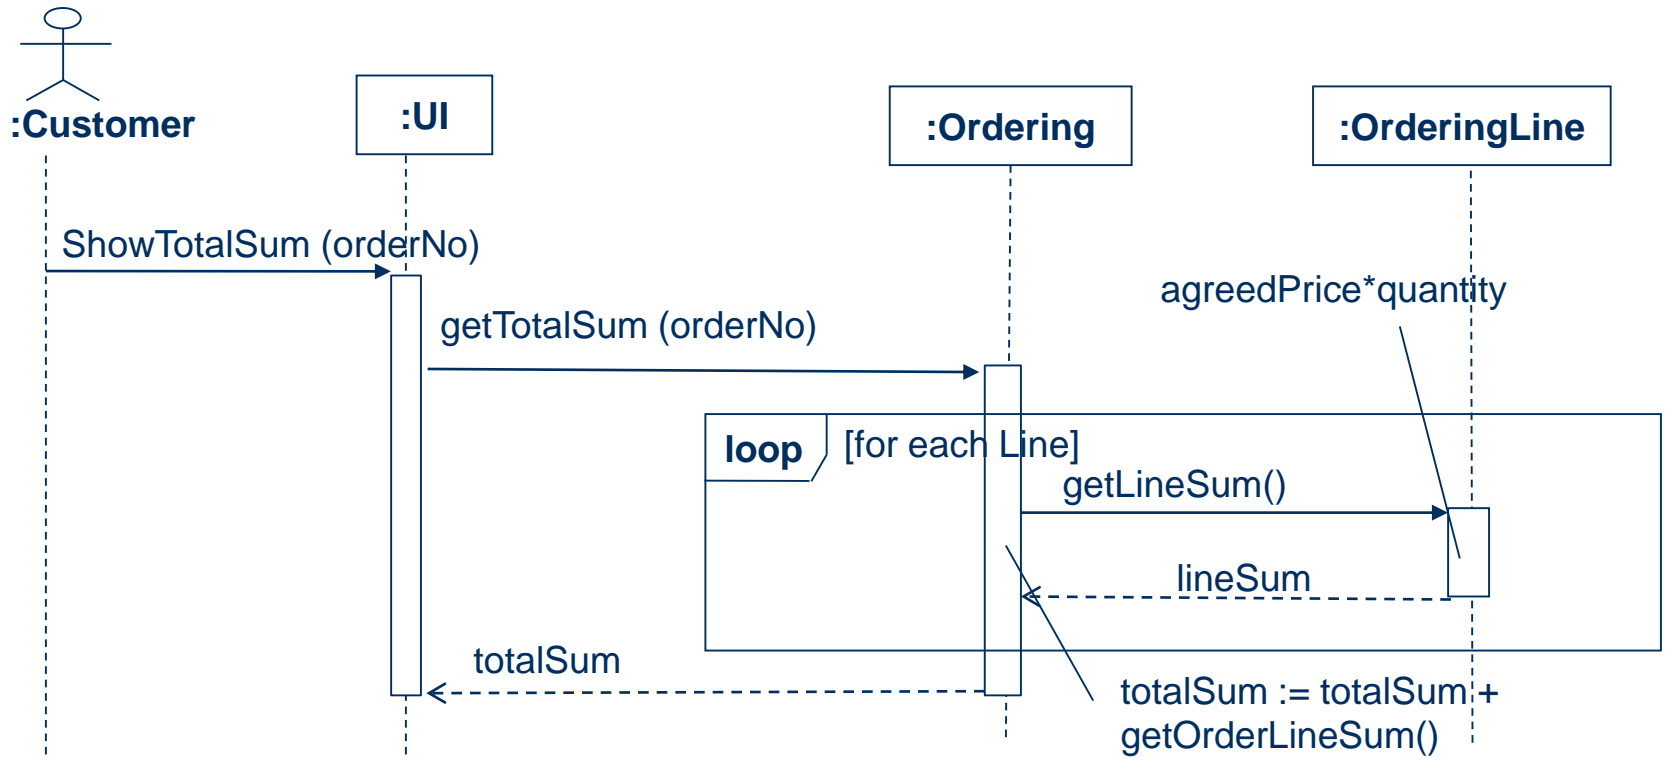 :Customer
:UI
:Ordering
:OrderingLine
ShowTotalSum (orderNo)
agreedPrice*quantity
getTotalSum (orderNo)
loop
[for each Line]
getLineSum()
lineSum
totalSum
totalSum := totalSum +
getOrderLineSum()